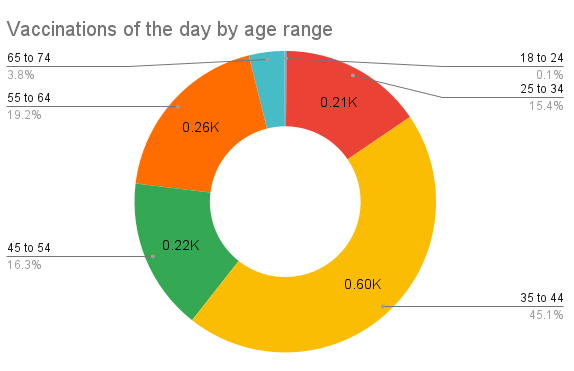 Vaccinations of the day by age range
65 to 74
3.8%
18 to 24
0.1%
25 to 34
15.4%
55 to 64
19.2%
0.21K
0.26K
45 to 54
16.3%
0.22K
0.60K
35 to 44
45.1%